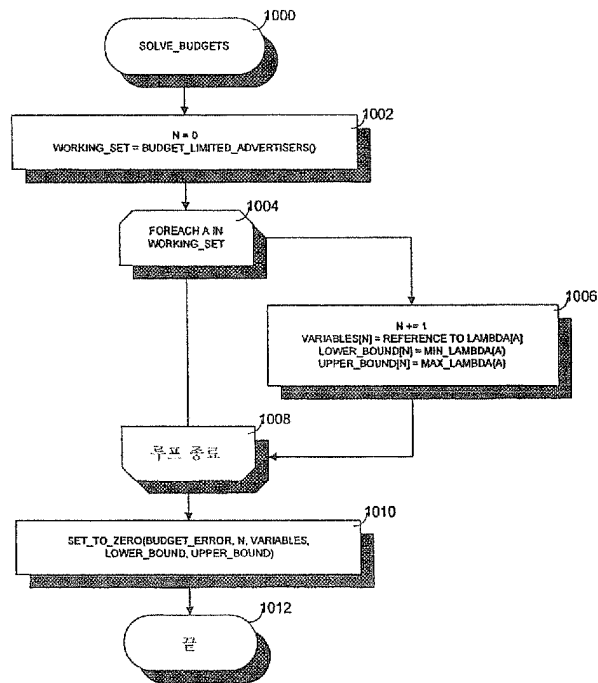 1000
SOLVE_BUDGETS
1002
N = 0
WORKING_SET = BUDGET_LIMITED_ADVERTISERS()
1004
FOREACH A IN
WORKING_SET
1006
N += 1
VARIABLES[N] = REFERENCE TO LAMBDA[A]
LOWER_BOUND[N] = MIN_LAMBDA(A)
UPPER_BOUND[N] = MAX_LAMBDA(A)
1008
루프 종료
1010
SET_TO_ZERO(BUDGET_ERROR, N, VARIABLES,
LOWER_BOUND, UPPER_BOUND)
1012
끝